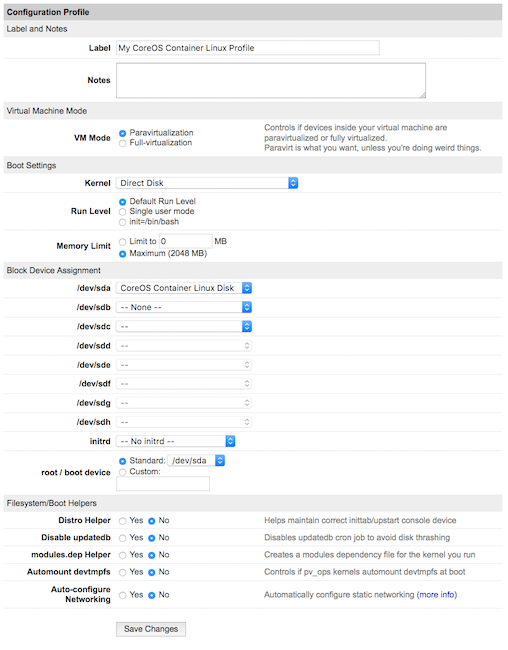 Configuration Profile
Label and Notes
Label My CoreOS Container Linux Profile
Notes
Virtual Machine Mode
VM Mode Paravirtualization
Full-virtualization
Controls if devices inside your virtual machine are
paravirtualized or fully virtualized.
Paravirt is what you want, unless you're doing weird things.
Boot Settings
Kernel Direct Disk
Run Level Default Run Level
Single user mode
init=/bin/bash
Memory Limit Limit to 0 MB
Maximum (2048 MB)
Block Device Assignment
/dev/sda CoreOS Container Linux Disk
/dev/sdb -- None --
/dev/sdc --
/dev/sdd --
/dev/sde --
/dev/sdf --
/dev/sdg --
/dev/sdh --
initrd -- No initrd --
root / boot device Standard: /dev/sda
Custom:
Filesystem/Boot Helpers
Distro Helper Yes No Helps maintain correct inittab/upstart console device
Disable updatedb Yes No Disables updatedb cron job to avoid disk thrashing
modules.dep Helper Yes No Creates a modules dependency file for the kernel you run
Automount devtmpfs Yes No Controls if pv_ops kernels automount devtmpfs at boot
Auto-configure
Networking Yes No Automatically configure static networking (more info)
Save Changes